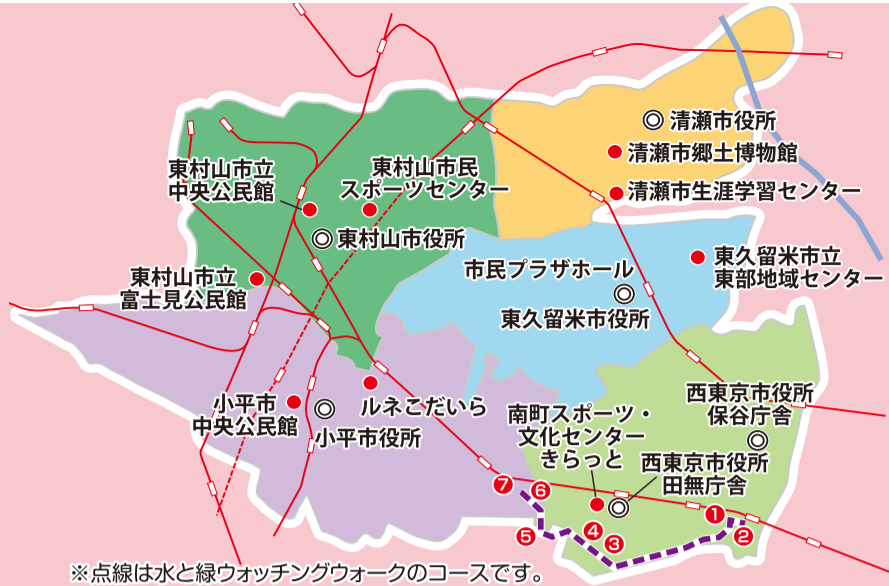 清瀬市役所
清瀬市郷土博物館
清瀬市生涯学習センター
東村山市立
中央公民館
東村山市民
スポーツセンター
東村山市役所
東村山市立
富士見公民館
市民プラザホール
東久留米市役所
東久留米市立
東部地域センター
小平市
中央公民館
ルネこだいら
小平市役所
南町スポーツ・
文化センター
きらっと
西東京市役所
保谷庁舎
西東京市役所
田無庁舎
7
6
5
4
3
1
2
※点線は水と緑ウォッチングウォークのコースです。